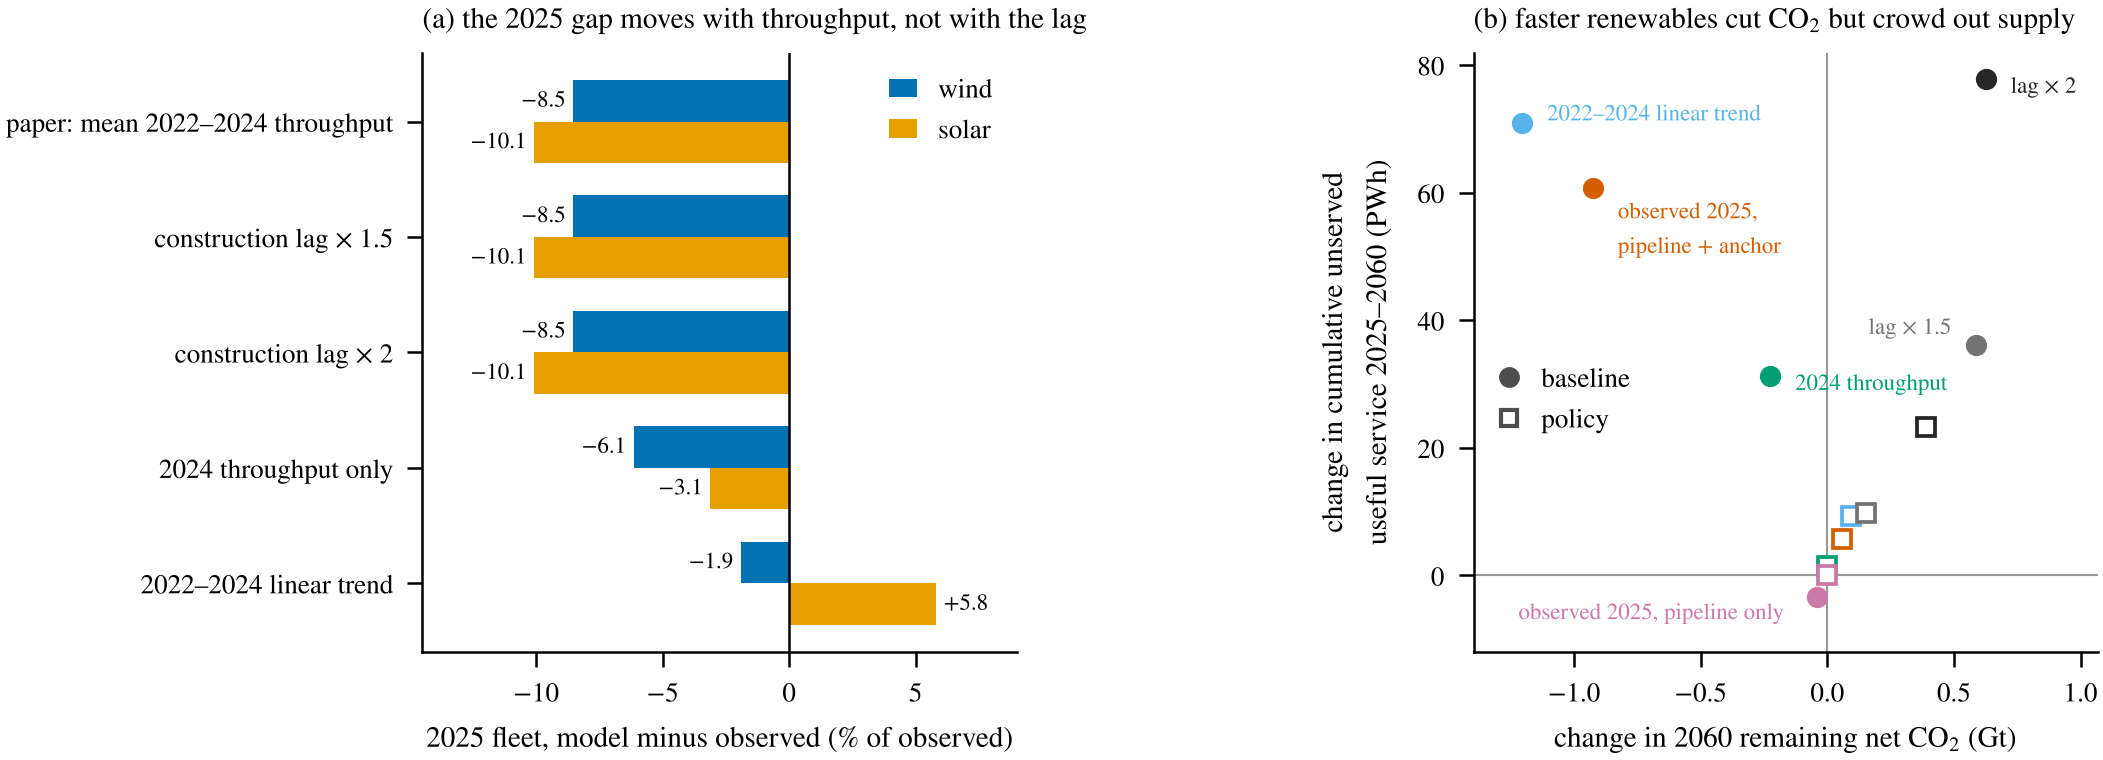 (a) the 2025 gap moves with throughput, not with the lag
wind
solar
paper: mean 2022–2024 throughput
construction lag × 1.5
construction lag × 2
2024 throughput only
2022–2024 linear trend
−8.5
−10.1
−8.5
−10.1
−8.5
−10.1
−6.1
−3.1
−1.9
+5.8
−10
−5
0
5
2025 fleet, model minus observed (% of observed)
(b) faster renewables cut CO₂ but crowd out supply
change in cumulative unserved
useful service 2025–2060 (PWh)
80
60
40
20
0
lag × 2
2022–2024 linear trend
observed 2025,
pipeline + anchor
lag × 1.5
2024 throughput
baseline
policy
observed 2025, pipeline only
−1.0
−0.5
0.0
0.5
1.0
change in 2060 remaining net CO₂ (Gt)